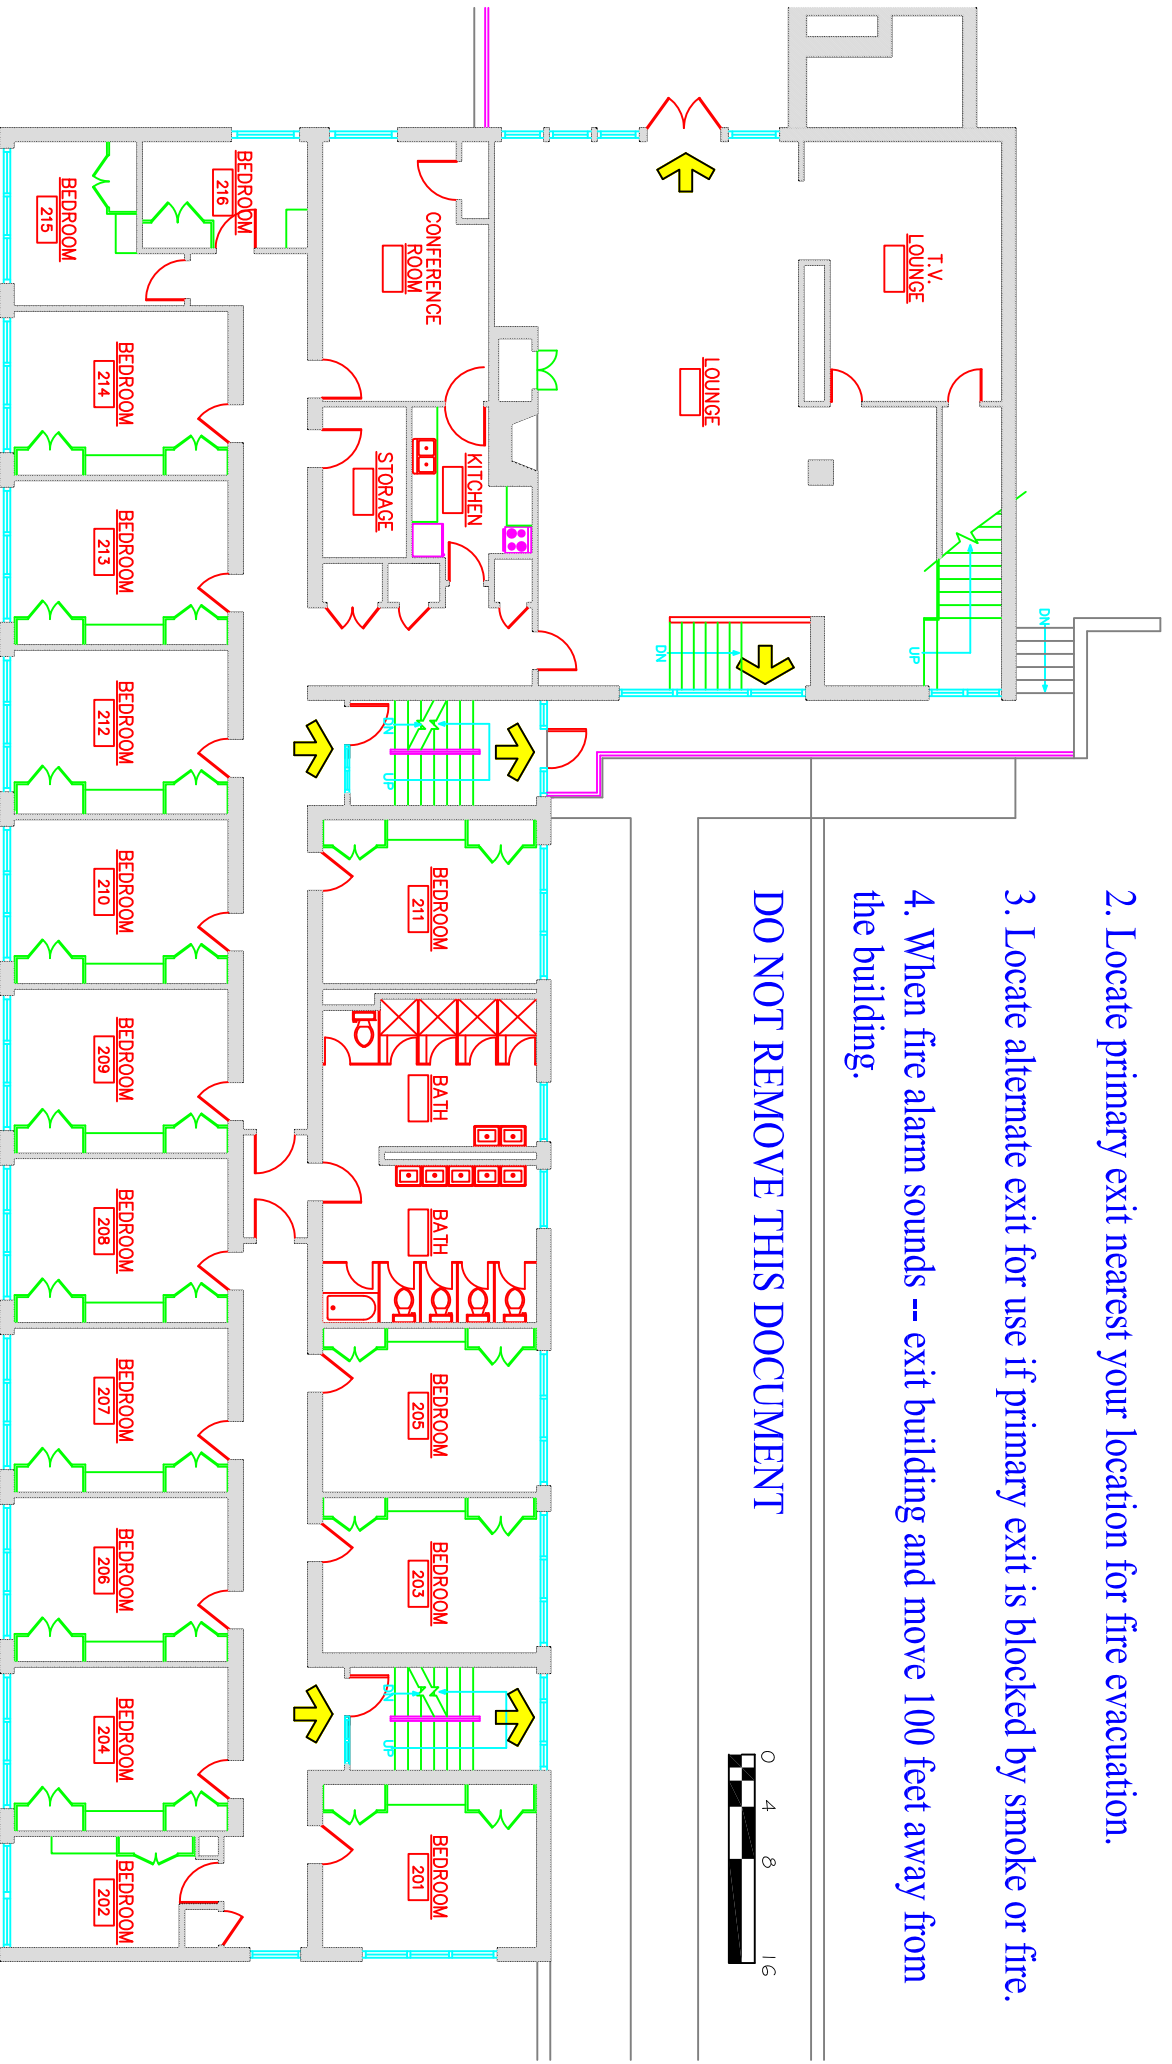 2. Locate primary exit nearest your location for fire evacuation.
3. Locate alternate exit for use if primary exit is blocked by smoke or fire.
4. When fire alarm sounds -- exit building and move 100 feet away from
the building.
DO NOT REMOVE THIS DOCUMENT
0 4 8 16
DN
UP
T.V.
LOUNGE
LOUNGE
DN
CONFERENCE
ROOM
KITCHEN
STORAGE
DN
UP
BEDROOM
211
BATH
BATH
BEDROOM
205
BEDROOM
203
DN
UP
BEDROOM
201
BEDROOM
216
BEDROOM
215
BEDROOM
214
BEDROOM
213
BEDROOM
212
BEDROOM
210
BEDROOM
209
BEDROOM
208
BEDROOM
207
BEDROOM
206
BEDROOM
204
BEDROOM
202